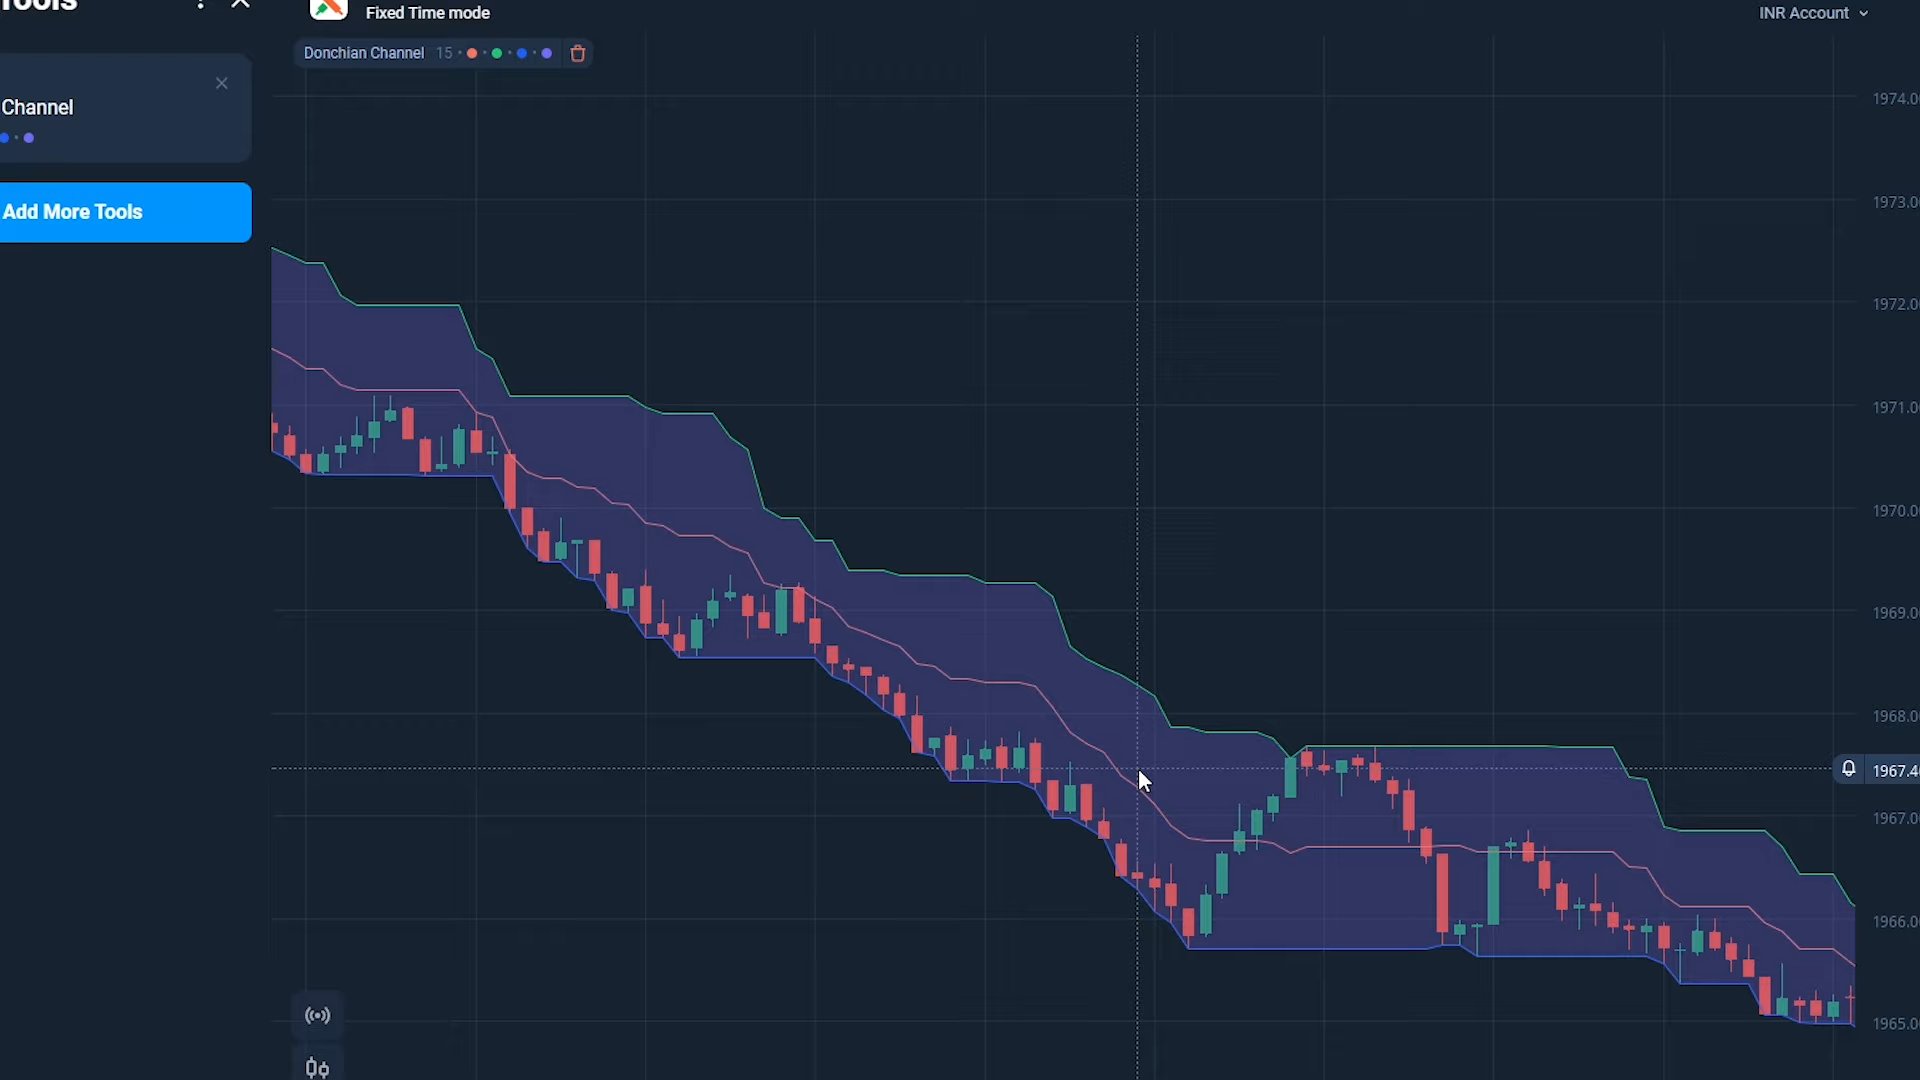 Tools
Fixed Time mode
INR Account
Donchian Channel 15
Channel
Add More Tools
1974.0
1973.0
1972.0
1971.0
1970.0
1969.0
1968.0
1967.4
1967.0
1966.0
1965.0